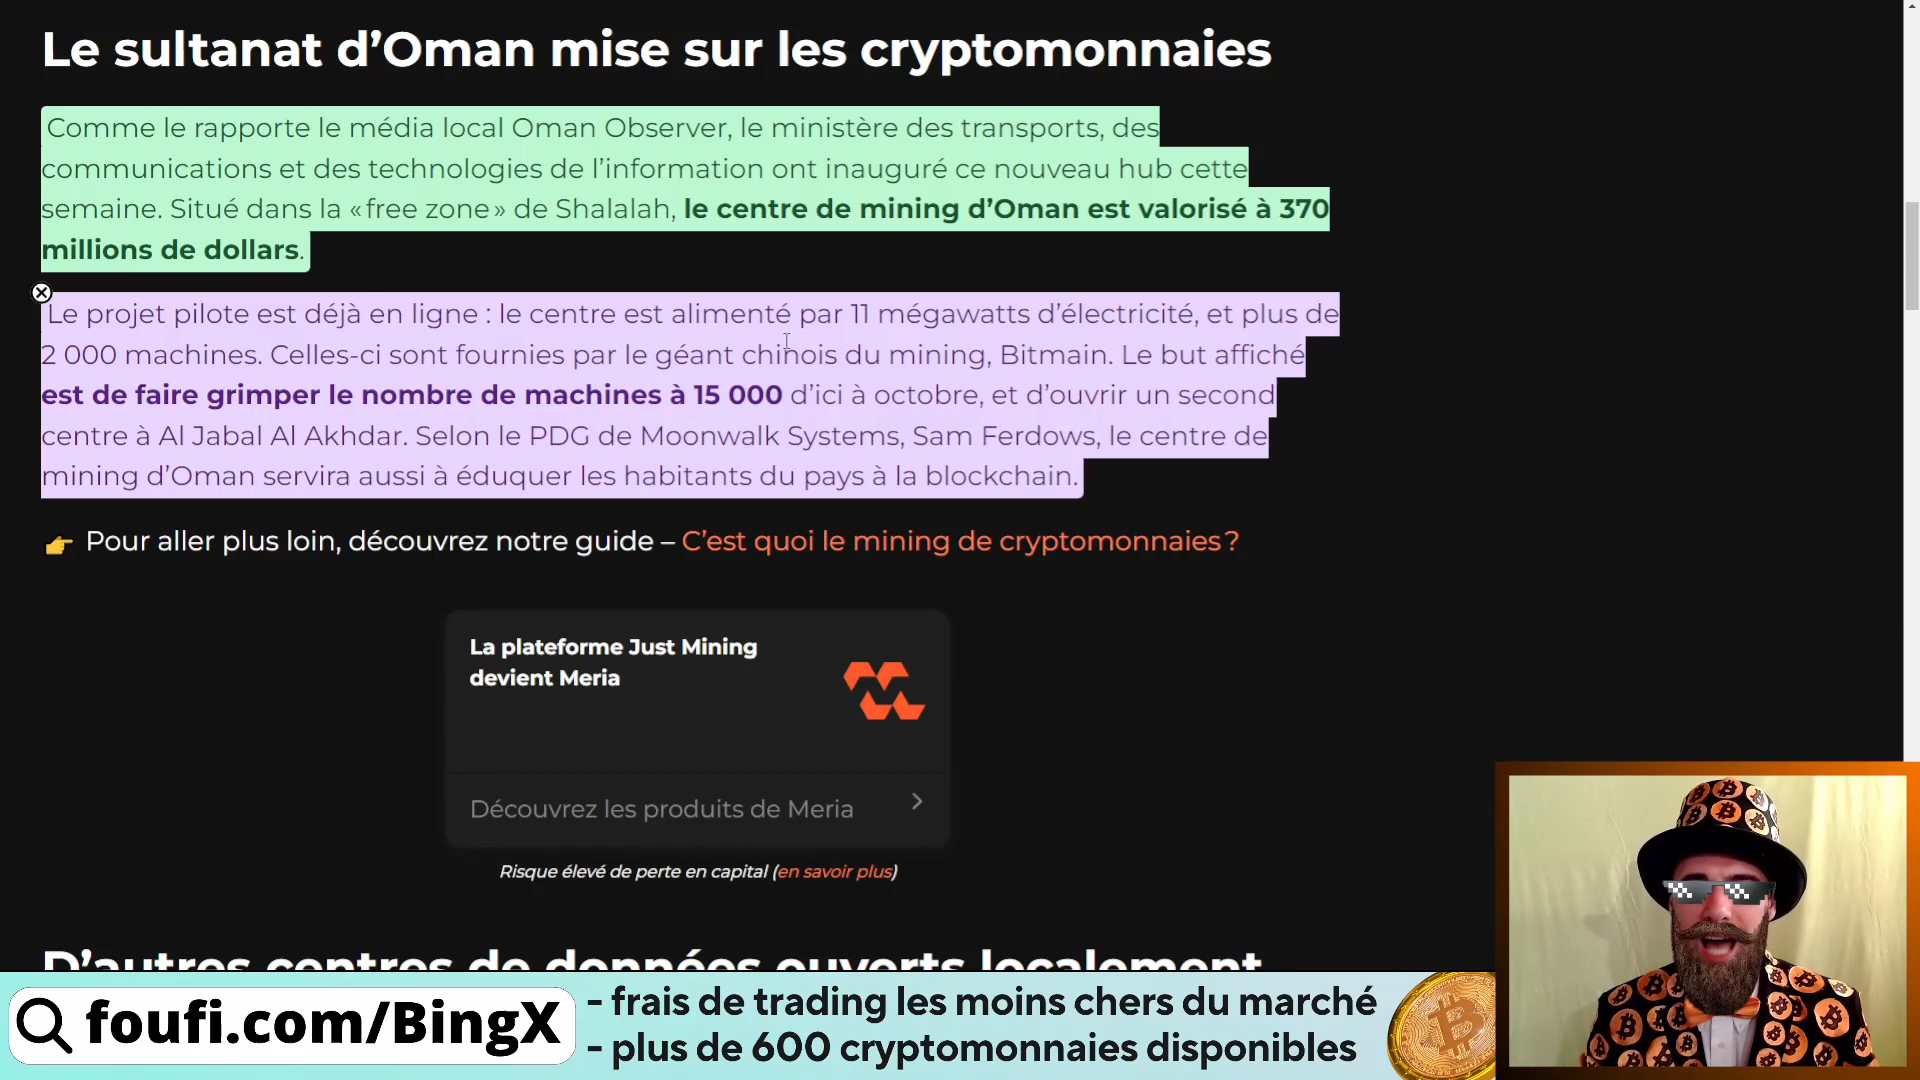 Le sultanat d’Oman mise sur les cryptomonnaies
Comme le rapporte le média local Oman Observer, le ministère des transports, des
communications et des technologies de l’information ont inauguré ce nouveau hub cette
semaine. Situé dans la « free zone » de Shalalah, le centre de mining d’Oman est valorisé à 370
millions de dollars.
Le projet pilote est déjà en ligne : le centre est alimenté par 11 mégawatts d’électricité, et plus de
2 000 machines. Celles-ci sont fournies par le géant chinois du mining, Bitmain. Le but affiché
est de faire grimper le nombre de machines à 15 000 d’ici à octobre, et d’ouvrir un second
centre à Al Jabal Al Akhdar. Selon le PDG de Moonwalk Systems, Sam Ferdows, le centre de
mining d’Oman servira aussi à éduquer les habitants du pays à la blockchain.
👉 Pour aller plus loin, découvrez notre guide – C’est quoi le mining de cryptomonnaies ?
La plateforme Just Mining
devient Meria
Découvrez les produits de Meria
Risque élevé de perte en capital (en savoir plus)
D’autres centres de données ouverts localement
foufi.com/BingX
- frais de trading les moins chers du marché
- plus de 600 cryptomonnaies disponibles